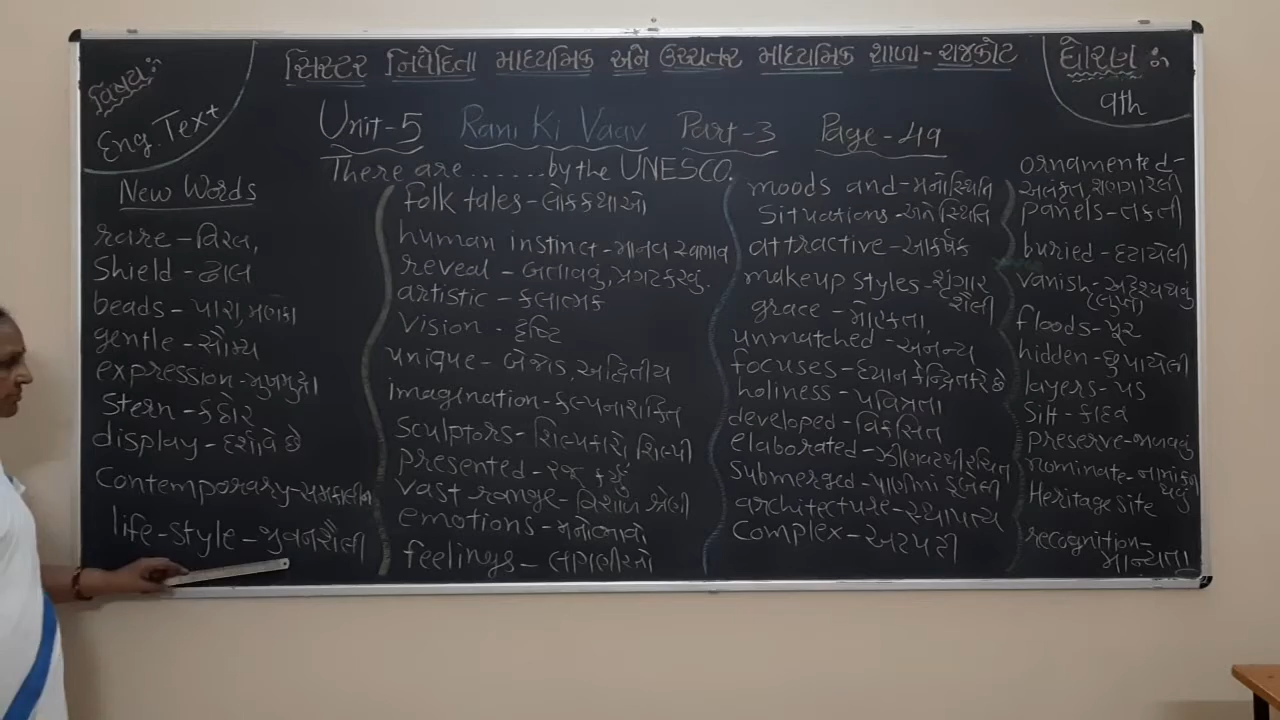 વિષય:
Eng. Text
સિસ્ટર નિવેદિતા માધ્યમિક અને ઉચ્ચતર માધ્યમિક શાળા - રાજકોટ
ધોરણ :
9th
Unit-5 Rani Ki Vaav Part-3 Page-49
There are ....... by the UNESCO.
New Words
rare - વિરલ,
Shield - ઢાલ
beads - પારા, મણકા
gentle - સૌમ્ય
expression - મુખમુદ્રા
Stern - કઠોર
display - દર્શાવે છે
Contemporary - સમકાલીન
life-style - જીવનશૈલી
folk tales - લોકકથાઓ
human instinct - માનવ સ્વભાવ
reveal - બતાવવું, પ્રગટ કરવું.
artistic - કલાત્મક
vision - દૃષ્ટિ
unique - બેજોડ, અદ્વિતીય
imagination - કલ્પનાશક્તિ
sculptors - શિલ્પકારો, શિલ્પી
presented - રજૂ કર્યું
vast range - વિશાળ શ્રેણી
emotions - મનોભાવો
feelings - લાગણીઓ
moods and - મનોસ્થિતિ
situations - અને સ્થિતિ
attractive - આકર્ષક
makeup styles - શૃંગાર
શૈલી
grace - મોહકતા,
unmatched - અનન્ય
focuses - ધ્યાન કેન્દ્રિત કરે છે
holiness - પવિત્રતા
developed - વિકસિત
elaborated - ઝીણવટથી રચિત
submerged - પાણીમાં ડૂબેલી
architecture - સ્થાપત્ય
Complex - અટપટી
ornamented -
અલંકૃત, શણગારેલી
panels - તકતી
buried - દટાયેલી
vanish - અદૃશ્ય થવું
(લુપ્ત)
floods - પૂર
hidden - છુપાયેલી
layers - પડ
Silt - કાદવ
preserve - જાળવવું
nominate - નામાંકન
થવું
Heritage site
recognition -
માન્યતા